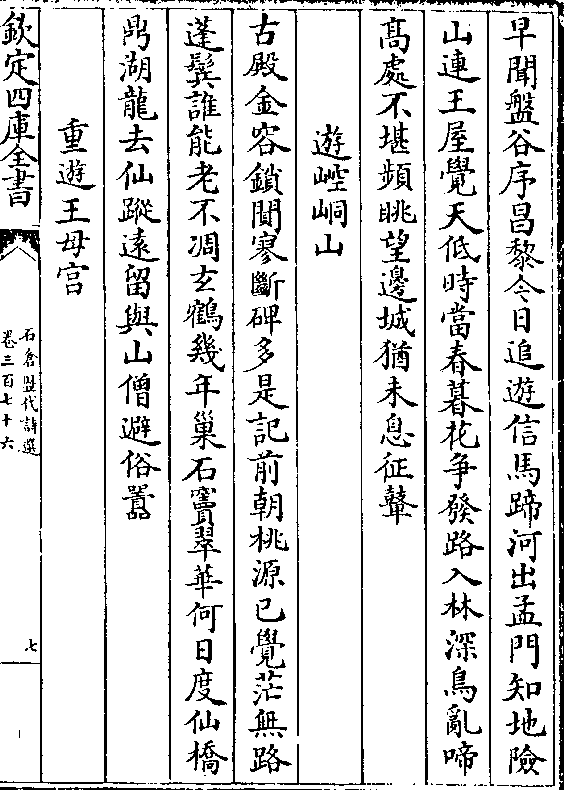 早聞盤谷序昌黎今日追遊信馬蹄河出孟門知地險
山連王屋覺天低時當春暮花爭發路入林深鳥亂啼
髙處不堪頻眺望邊城猶未息征鼙
遊崆峒山
古殿金容鎖閴寥斷碑多是記前朝桃源已覺茫無路
蓬鬢誰能老不凋玄鶴幾年巢石竇翠華何日度仙橋
鼎湖龍去仙蹤遠留與山僧避俗囂
重遊王母宫
欽定四庫全書
石倉歴代詩選
卷三百七十六
七